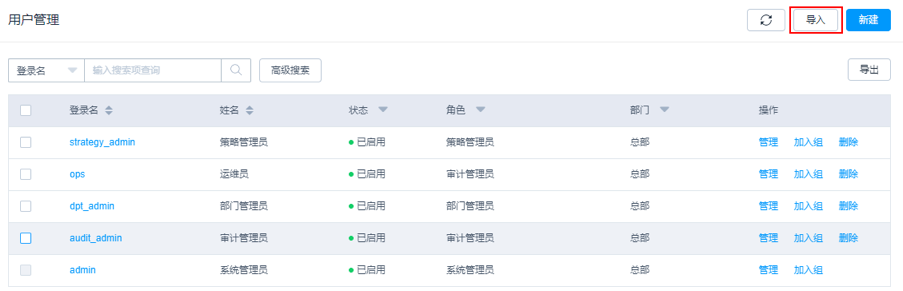 用户管理 导入 新建
登录名 输入搜索项查询 高级搜索 导出
登录名 姓名 状态 角色 部门 操作
strategy_admin 策略管理员 已启用 策略管理员 总部 管理 加入组 删除
ops 运维员 已启用 审计管理员 总部 管理 加入组 删除
dpt_admin 部门管理员 已启用 部门管理员 总部 管理 加入组 删除
audit_admin 审计管理员 已启用 审计管理员 总部 管理 加入组 删除
admin 系统管理员 已启用 系统管理员 总部 管理 加入组